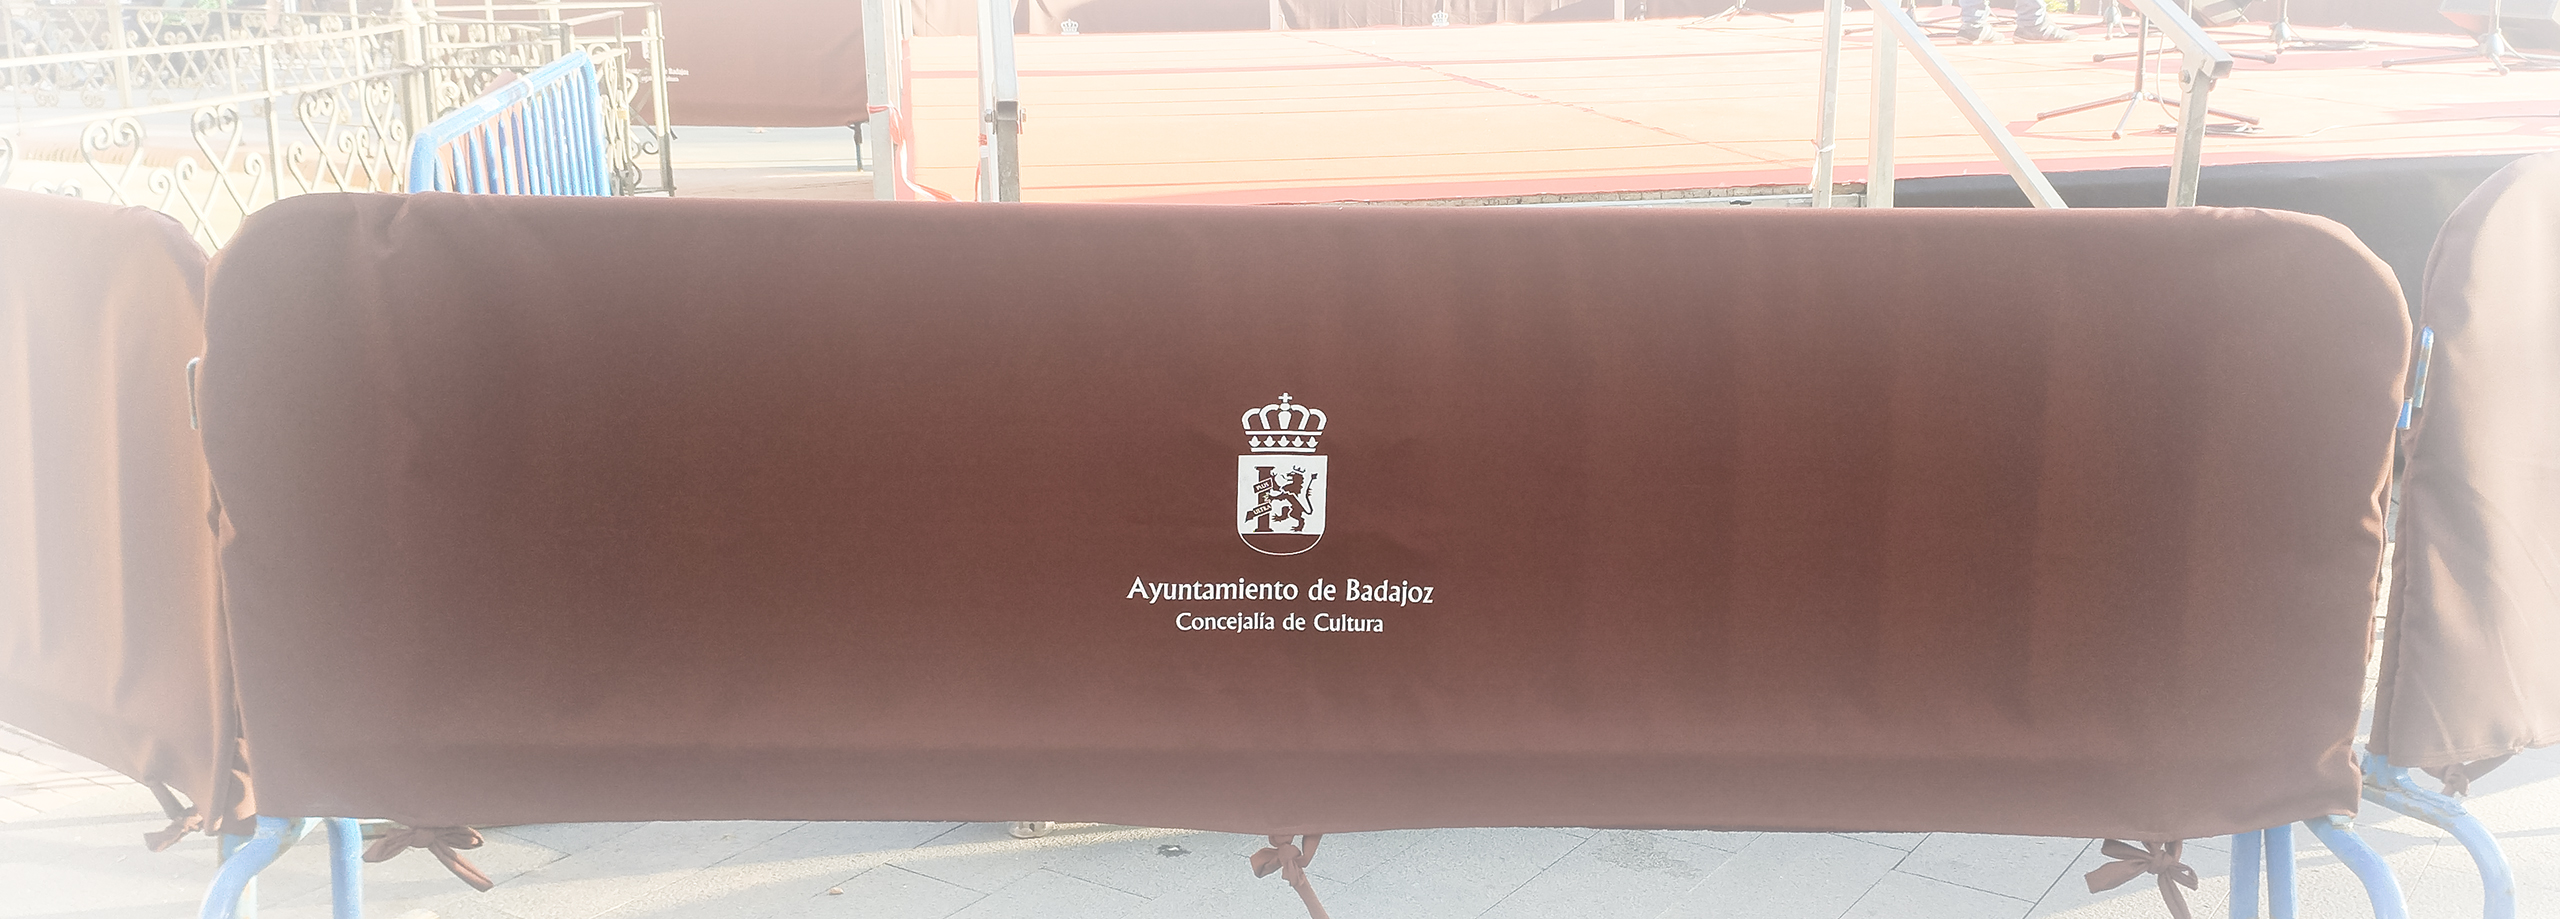 PLUS
ULTRA
Ayuntamiento de Badajoz
Concejalía de Cultura